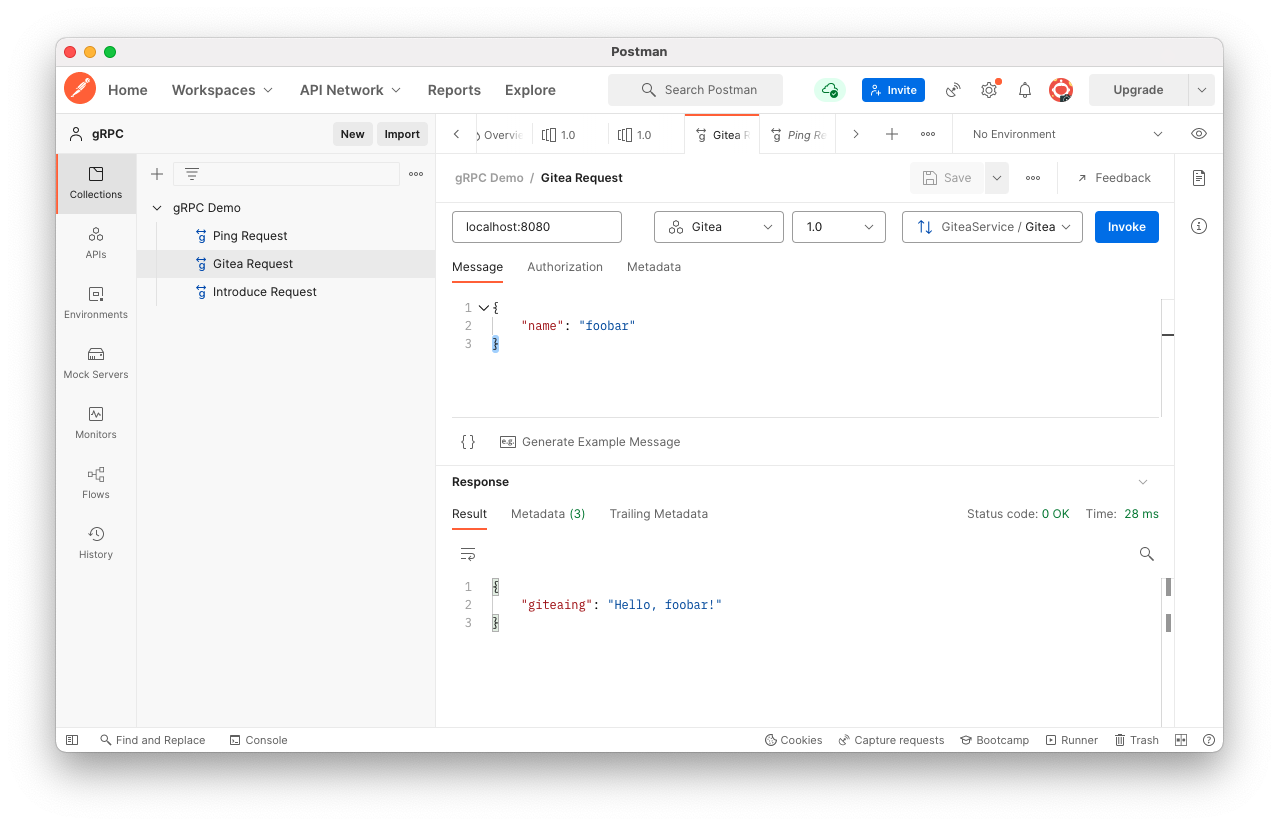 Postman
Home Workspaces API Network Reports Explore Search Postman Invite Upgrade
gRPC New Import 1.0 1.0 Gitea No Environment
Collections
gRPC Demo / Gitea Request Save Feedback
gRPC Demo
localhost:8080 Gitea 1.0 GiteaService / Gitea Invoke
Ping Request
APIs
Gitea Request
Message Authorization Metadata
Introduce Request
Environments
1 {
2 "name": "foobar"
3 }
Mock Servers
Monitors
{} e.g. Generate Example Message
Response
Flows
Result Metadata (3) Trailing Metadata Status code: 0 OK Time: 28 ms
History
1 {
2 "giteaing": "Hello, foobar!"
3 }
Find and Replace Console Cookies Capture requests Bootcamp Runner Trash